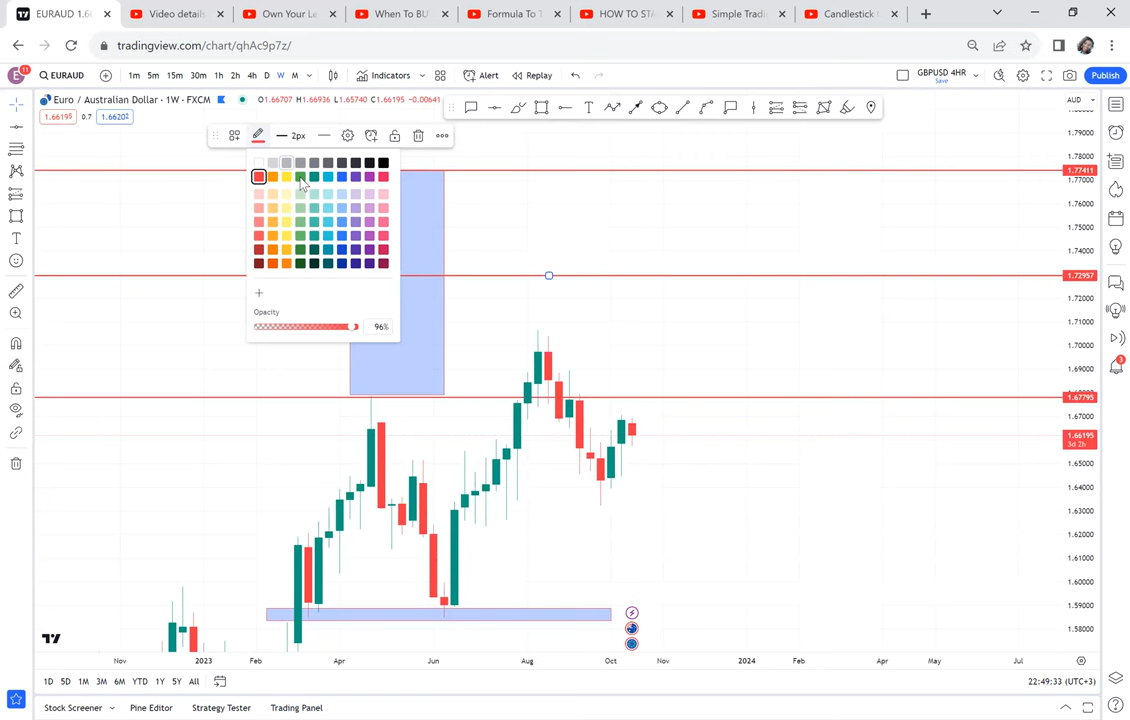 EURAUD 1.6
Video details
Own Your Le
When To BU
Formula To T
HOW TO STA
Simple Tradi
Candlestick
tradingview.com/chart/qhAc9p7z/
E
11
EURAUD
1m 5m 15m 30m 1h 2h 4h D W M
Indicators
Alert
Replay
GBPUSD 4HR
Save
Publish
Euro / Australian Dollar · 1W · FXCM
O1.66707 H1.66936 L1.65740 C1.66195 -0.00641
1.66195 0.7 1.66202
AUD
2px
Opacity
96%
1.79000
1.78000
1.77411
1.77000
1.76000
1.75000
1.74000
1.72957
1.72000
1.71000
1.70000
1.69000
1.67795
1.67000
1.66195
3d 2h
1.65000
1.64000
1.63000
1.62000
1.61000
1.60000
1.59000
1.58000
Nov 2023 Feb Apr Jun Aug Oct Nov 2024 Feb Apr May Jul
1D 5D 1M 3M 6M YTD 1Y 5Y All
22:49:33 (UTC+3)
Stock Screener
Pine Editor
Strategy Tester
Trading Panel
3